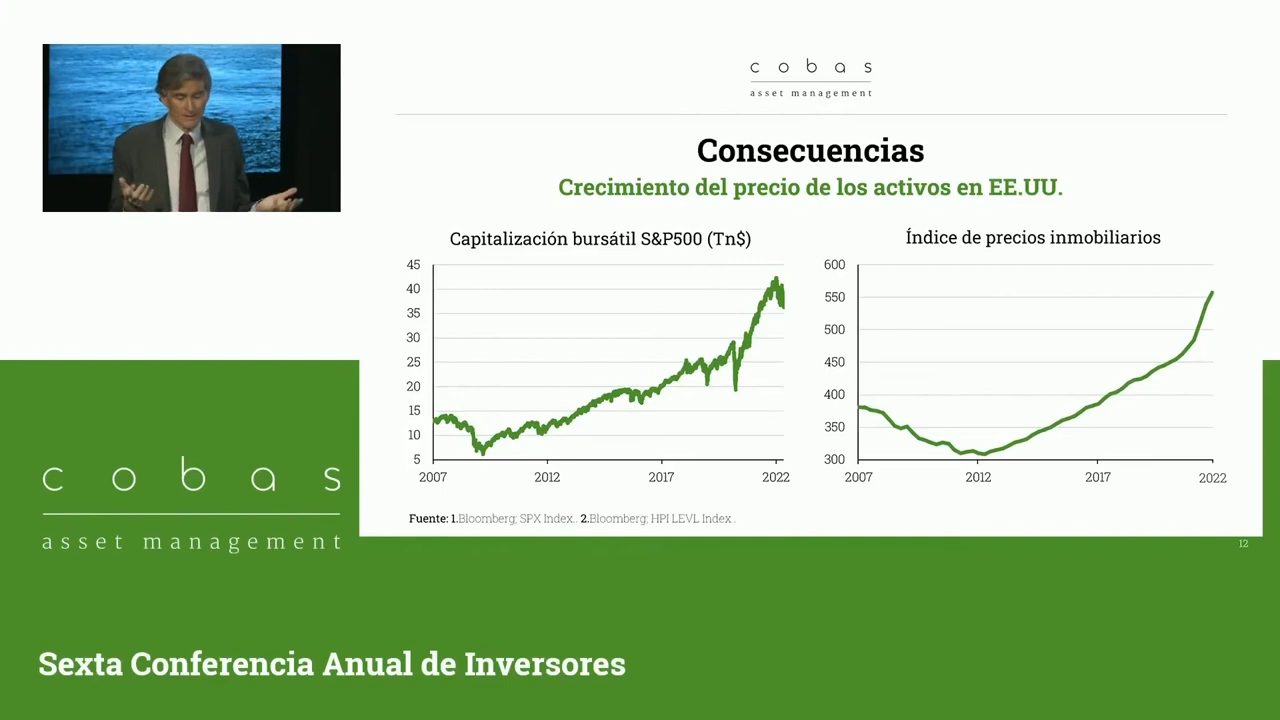 cobas
asset management
Consecuencias
Crecimiento del precio de los activos en EE.UU.
Capitalización bursátil S&P500 (Tn$)
45
40
35
30
25
20
15
10
5
2007 2012 2017 2022
Índice de precios inmobiliarios
600
550
500
450
400
350
300
2007 2012 2017 2022
Fuente: 1.Bloomberg; SPX Index.. 2.Bloomberg; HPI LEVL Index .
12
cobas
asset management
Sexta Conferencia Anual de Inversores